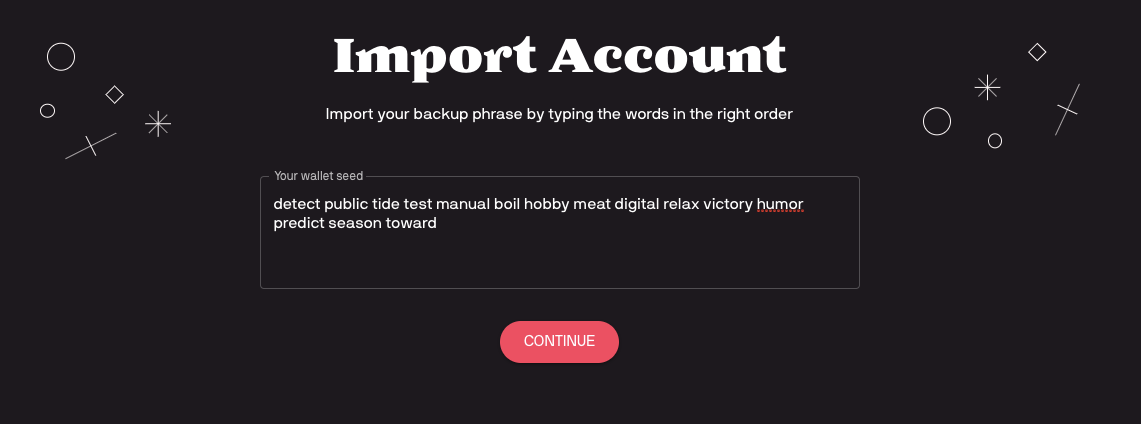 Import Account
Import your backup phrase by typing the words in the right order
Your wallet seed
detect public tide test manual boil hobby meat digital relax victory humor
predict season toward
CONTINUE